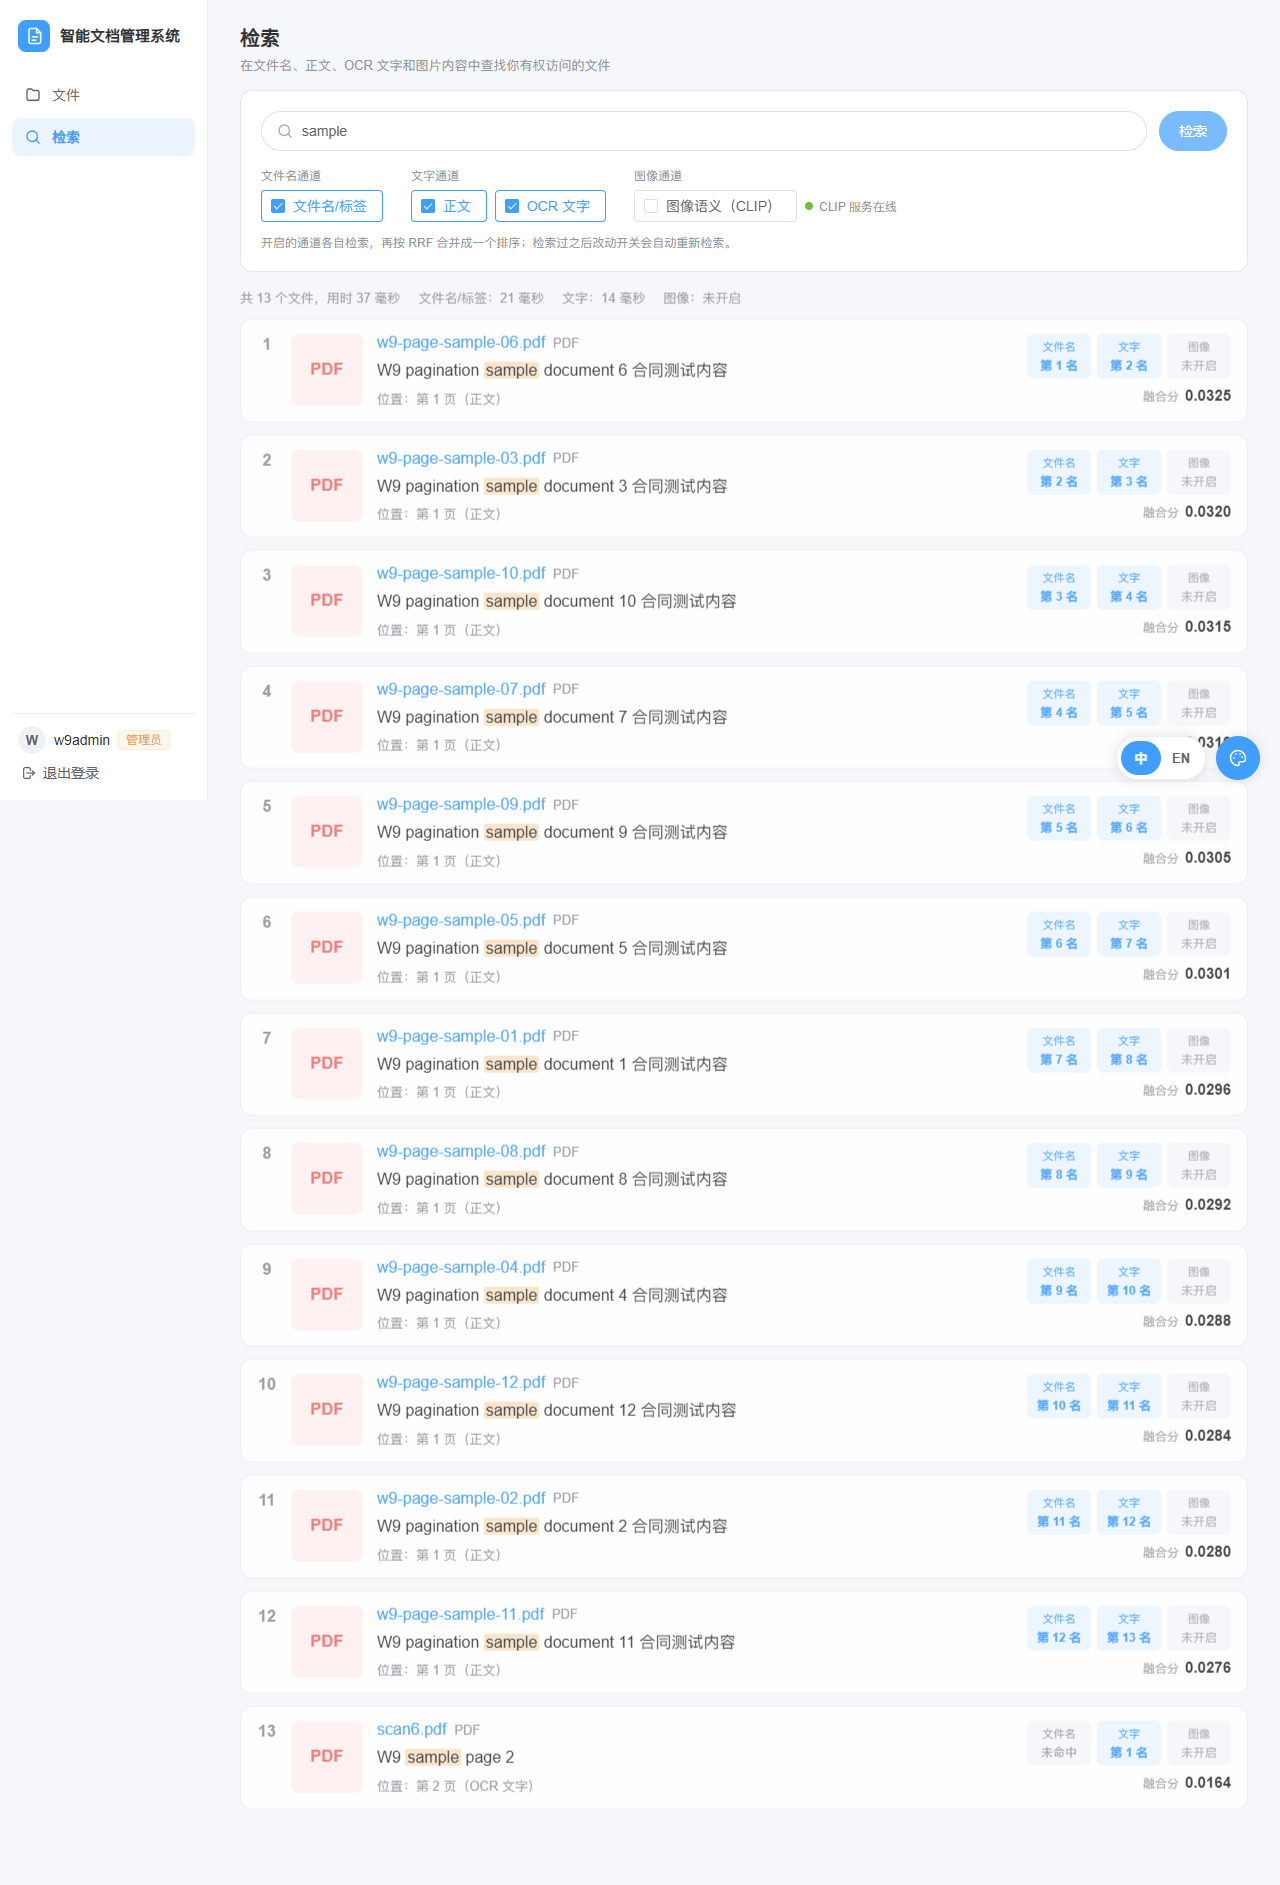 智能文档管理系统
文件
检索
W w9admin 管理员
退出登录
检索
在文件名、正文、OCR 文字和图片内容中查找你有权访问的文件
sample
检索
文件名通道 文字通道 图像通道
文件名/标签 正文 OCR 文字 图像语义（CLIP） CLIP 服务在线
开启的通道各自检索，再按 RRF 合并成一个排序；检索过之后改动开关会自动重新检索。
共 13 个文件，用时 37 毫秒 文件名/标签：21 毫秒 文字：14 毫秒 图像：未开启
1 PDF w9-page-sample-06.pdf PDF
W9 pagination sample document 6 合同测试内容
位置：第 1 页（正文）
文件名 文字 图像
第 1 名 第 2 名 未开启
融合分 0.0325
2 PDF w9-page-sample-03.pdf PDF
W9 pagination sample document 3 合同测试内容
位置：第 1 页（正文）
文件名 文字 图像
第 2 名 第 3 名 未开启
融合分 0.0320
3 PDF w9-page-sample-10.pdf PDF
W9 pagination sample document 10 合同测试内容
位置：第 1 页（正文）
文件名 文字 图像
第 3 名 第 4 名 未开启
融合分 0.0315
4 PDF w9-page-sample-07.pdf PDF
W9 pagination sample document 7 合同测试内容
位置：第 1 页（正文）
文件名 文字 图像
第 4 名 第 5 名 未开启
中 EN
5 PDF w9-page-sample-09.pdf PDF
W9 pagination sample document 9 合同测试内容
位置：第 1 页（正文）
文件名 文字 图像
第 5 名 第 6 名 未开启
融合分 0.0305
6 PDF w9-page-sample-05.pdf PDF
W9 pagination sample document 5 合同测试内容
位置：第 1 页（正文）
文件名 文字 图像
第 6 名 第 7 名 未开启
融合分 0.0301
7 PDF w9-page-sample-01.pdf PDF
W9 pagination sample document 1 合同测试内容
位置：第 1 页（正文）
文件名 文字 图像
第 7 名 第 8 名 未开启
融合分 0.0296
8 PDF w9-page-sample-08.pdf PDF
W9 pagination sample document 8 合同测试内容
位置：第 1 页（正文）
文件名 文字 图像
第 8 名 第 9 名 未开启
融合分 0.0292
9 PDF w9-page-sample-04.pdf PDF
W9 pagination sample document 4 合同测试内容
位置：第 1 页（正文）
文件名 文字 图像
第 9 名 第 10 名 未开启
融合分 0.0288
10 PDF w9-page-sample-12.pdf PDF
W9 pagination sample document 12 合同测试内容
位置：第 1 页（正文）
文件名 文字 图像
第 10 名 第 11 名 未开启
融合分 0.0284
11 PDF w9-page-sample-02.pdf PDF
W9 pagination sample document 2 合同测试内容
位置：第 1 页（正文）
文件名 文字 图像
第 11 名 第 12 名 未开启
融合分 0.0280
12 PDF w9-page-sample-11.pdf PDF
W9 pagination sample document 11 合同测试内容
位置：第 1 页（正文）
文件名 文字 图像
第 12 名 第 13 名 未开启
融合分 0.0276
13 PDF scan6.pdf PDF
W9 sample page 2
位置：第 2 页（OCR 文字）
文件名 文字 图像
未命中 第 1 名 未开启
融合分 0.0164